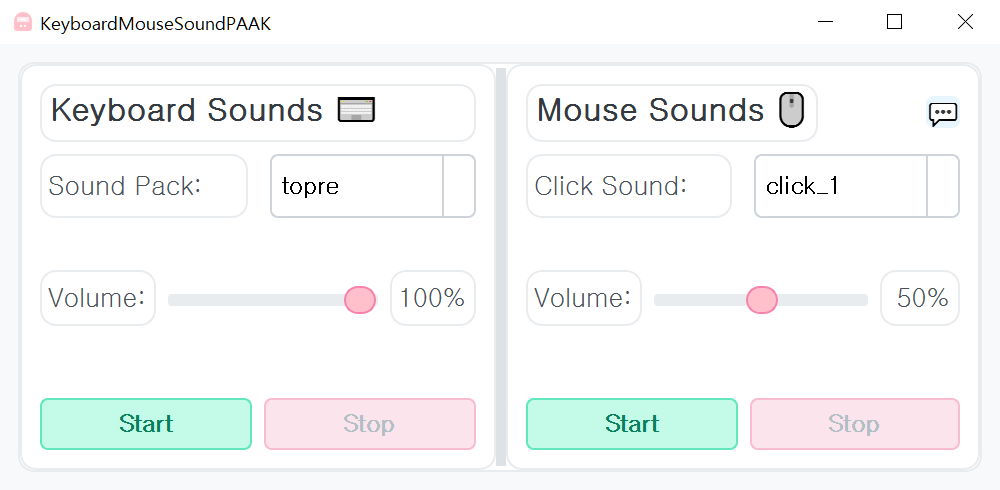 KeyboardMouseSoundPAAK
Keyboard Sounds
Sound Pack: topre
Volume: 100%
Start Stop
Mouse Sounds
Click Sound: click_1
Volume: 50%
Start Stop